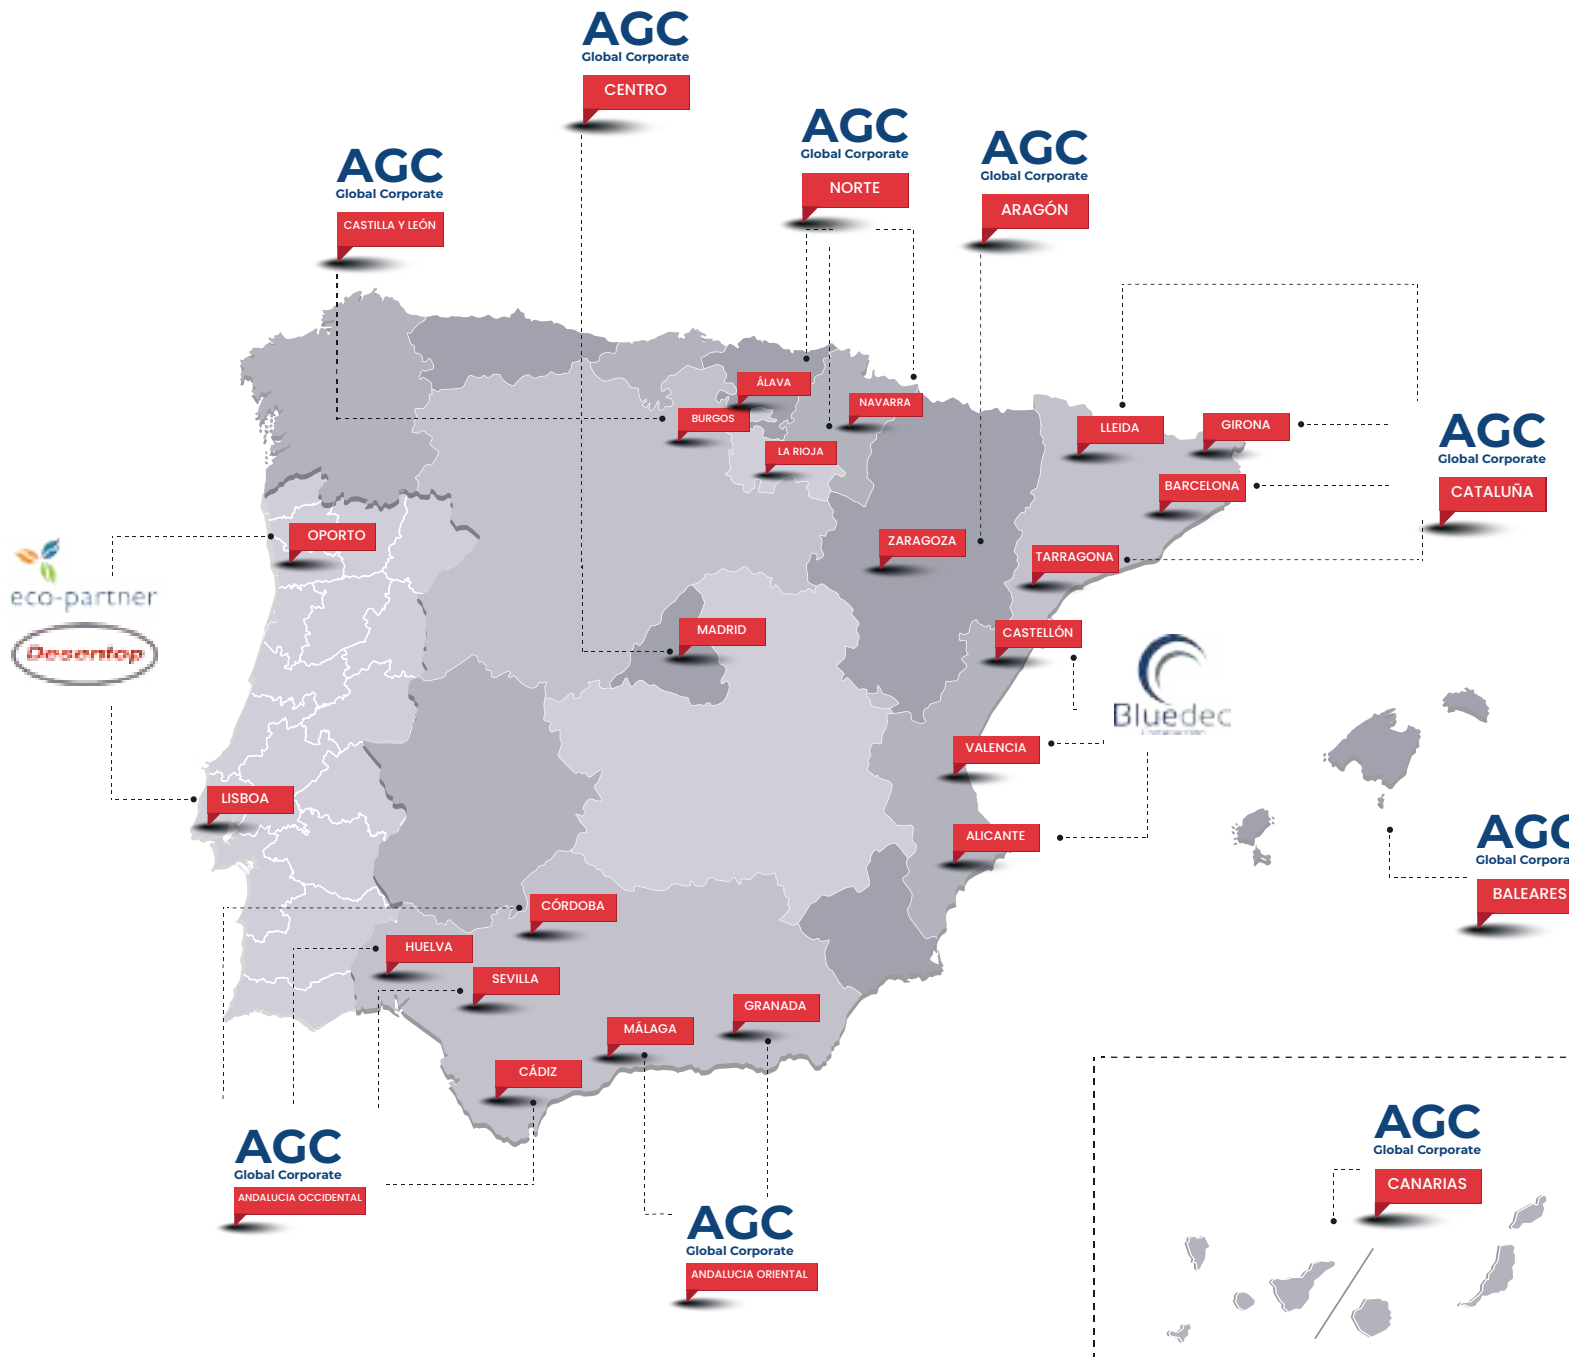 AGC
Global Corporate
CENTRO
AGC
Global Corporate
NORTE
AGC
Global Corporate
ARAGÓN
AGC
Global Corporate
CASTILLA Y LEÓN
ÁLAVA
NAVARRA
BURGOS
LA RIOJA
LLEIDA
GIRONA
AGC
Global Corporate
CATALUÑA
BARCELONA
ZARAGOZA
TARRAGONA
OPORTO
eco-partner
Desentop
MADRID
CASTELLÓN
Bluedec
VALENCIA
LISBOA
ALICANTE
AGC
Global Corpora
BALEARES
CÓRDOBA
HUELVA
SEVILLA
GRANADA
MÁLAGA
CÁDIZ
AGC
Global Corporate
ANDALUCIA OCCIDENTAL
AGC
Global Corporate
ANDALUCIA ORIENTAL
AGC
Global Corporate
CANARIAS